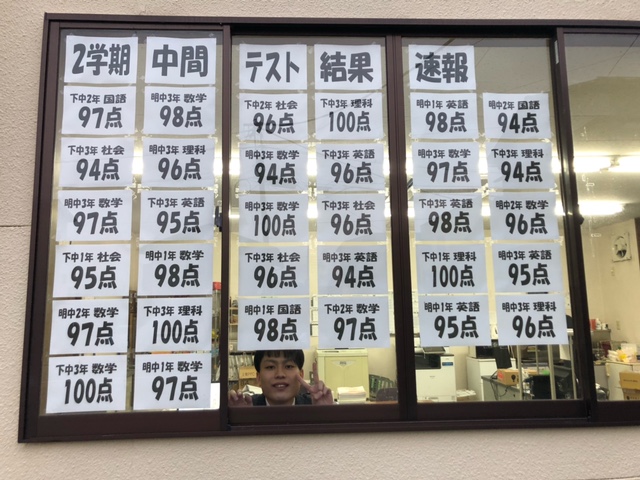 2学期 中間 テスト 結果 速報
下中2年 国語
97点
明中3年 数学
98点
下中2年 社会
96点
下中3年 理科
100点
明中1年 英語
98点
明中2年 国語
94点
下中3年 社会
94点
明中3年 理科
96点
明中3年 数学
94点
下中3年 英語
96点
明中3年 数学
97点
明中3年 理科
94点
明中3年 数学
97点
下中3年 英語
95点
明中3年 数学
100点
下中3年 社会
96点
下中3年 英語
98点
明中2年 数学
96点
下中1年 社会
95点
明中1年 数学
98点
下中3年 社会
96点
明中3年 英語
94点
下中1年 理科
100点
明中3年 英語
95点
明中2年 数学
97点
下中3年 理科
100点
明中1年 国語
98点
下中2年 数学
97点
明中1年 英語
95点
明中3年 理科
96点
下中3年 数学
100点
明中1年 数学
97点